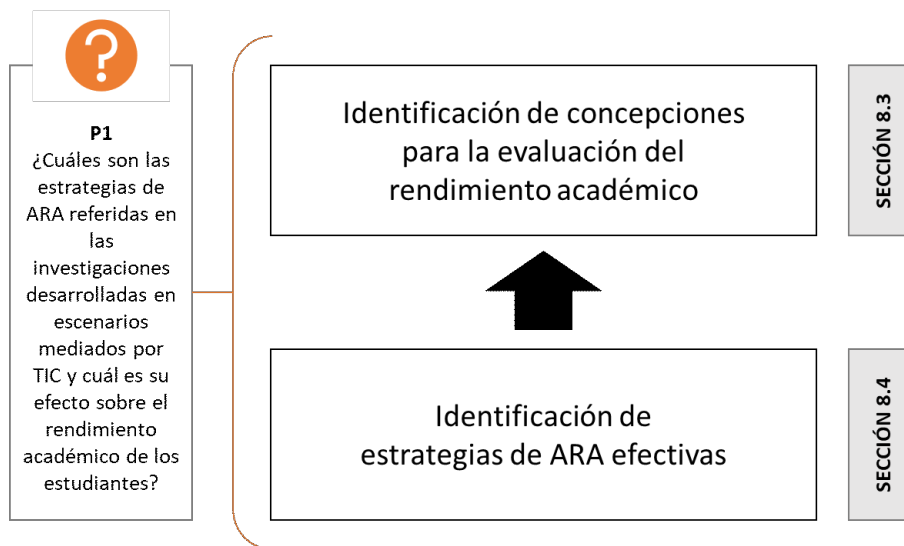 ?
P1
¿Cuáles son las
estrategias de
ARA referidas en
las
investigaciones
desarrolladas en
escenarios
mediados por
TIC y cuál es su
efecto sobre el
rendimiento
académico de los
estudiantes?
Identificación de concepciones
para la evaluación del
rendimiento académico
SECCIÓN 8.3
Identificación de
estrategias de ARA efectivas
SECCIÓN 8.4